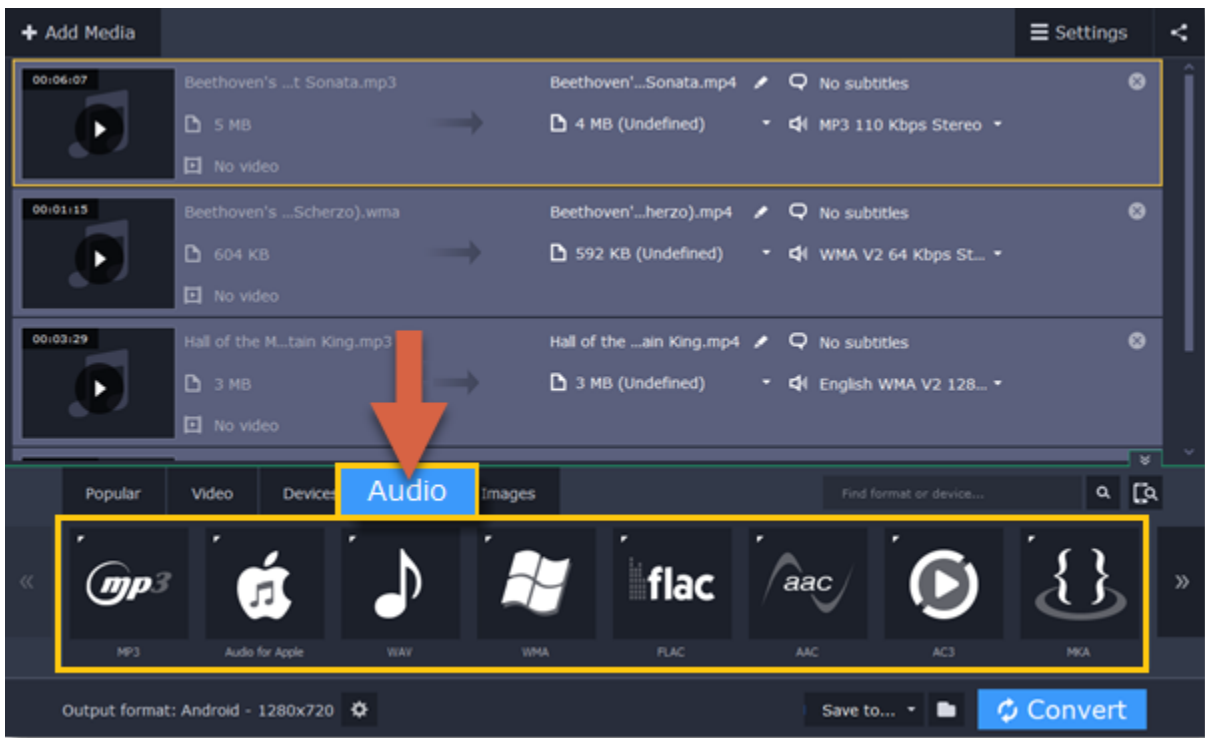 Add Media
Settings
00:06:07
Beethoven's ...t Sonata.mp3
Beethoven'...Sonata.mp4
No subtitles
5 MB
4 MB (Undefined)
MP3 110 Kbps Stereo
No video
00:01:15
Beethoven's ...Scherzo).wma
Beethoven'...herzo).mp4
No subtitles
604 KB
592 KB (Undefined)
WMA V2 64 Kbps St...
No video
00:03:29
Hall of the M...tain King.mp3
Hall of the ...ain King.mp4
No subtitles
3 MB
3 MB (Undefined)
English WMA V2 128...
No video
Popular
Video
Devices
Audio
Images
Find format or device...
mp3
flac
aac
MP3
Audio for Apple
WAV
WMA
FLAC
AAC
AC3
MKA
Output format: Android - 1280x720
Save to...
Convert